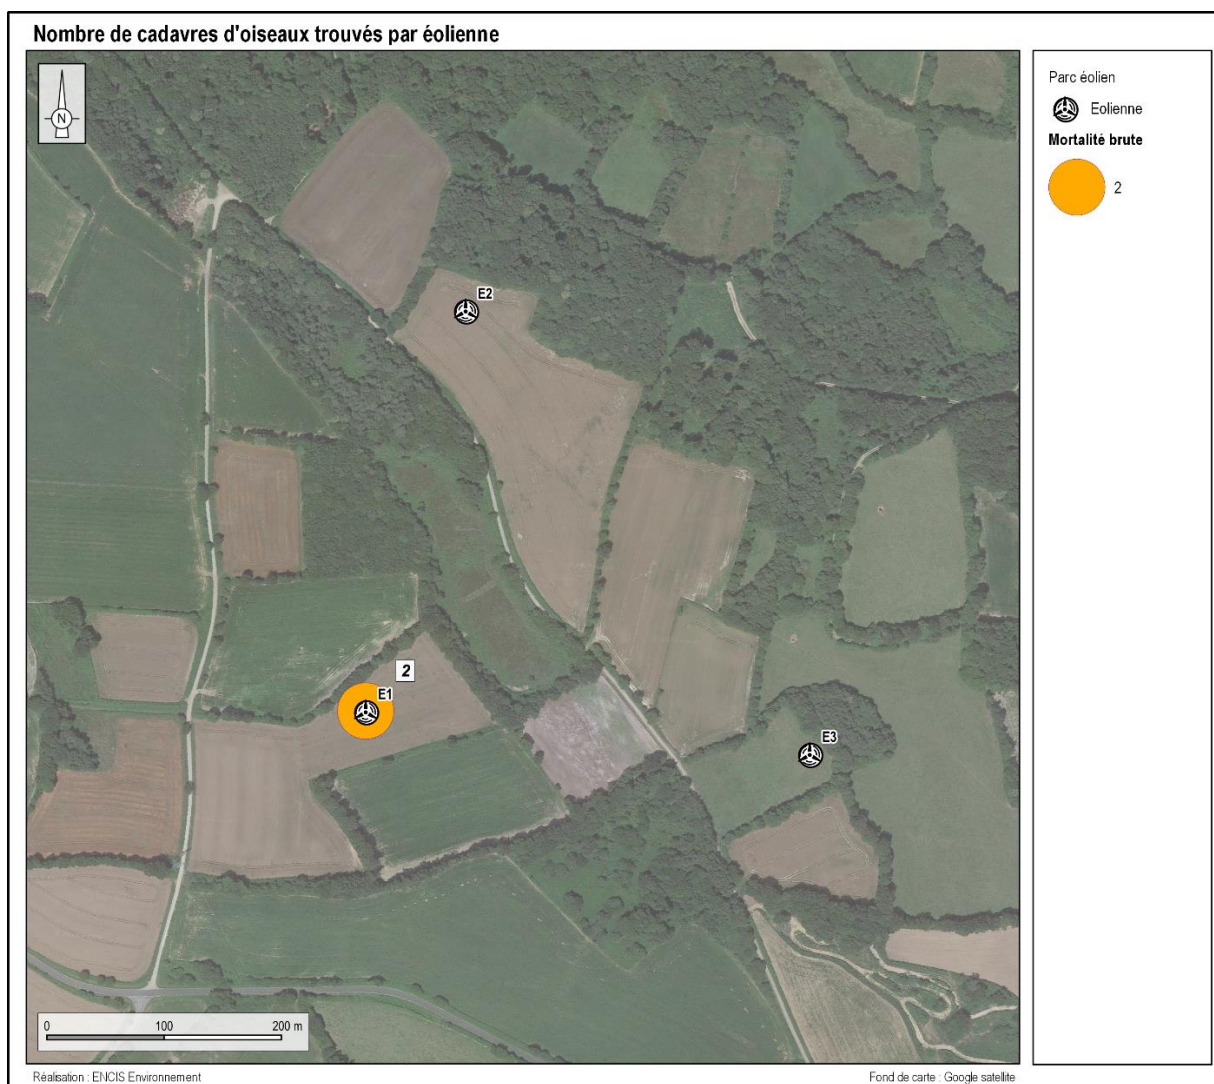 Nombre de cadavres d'oiseaux trouvés par éolienne
N
Parc éolien
Eolienne
Mortalité brute
2
E2
2
E1
E3
0 100 200 m
Réalisation : ENCIS Environnement
Fond de carte : Google satellite